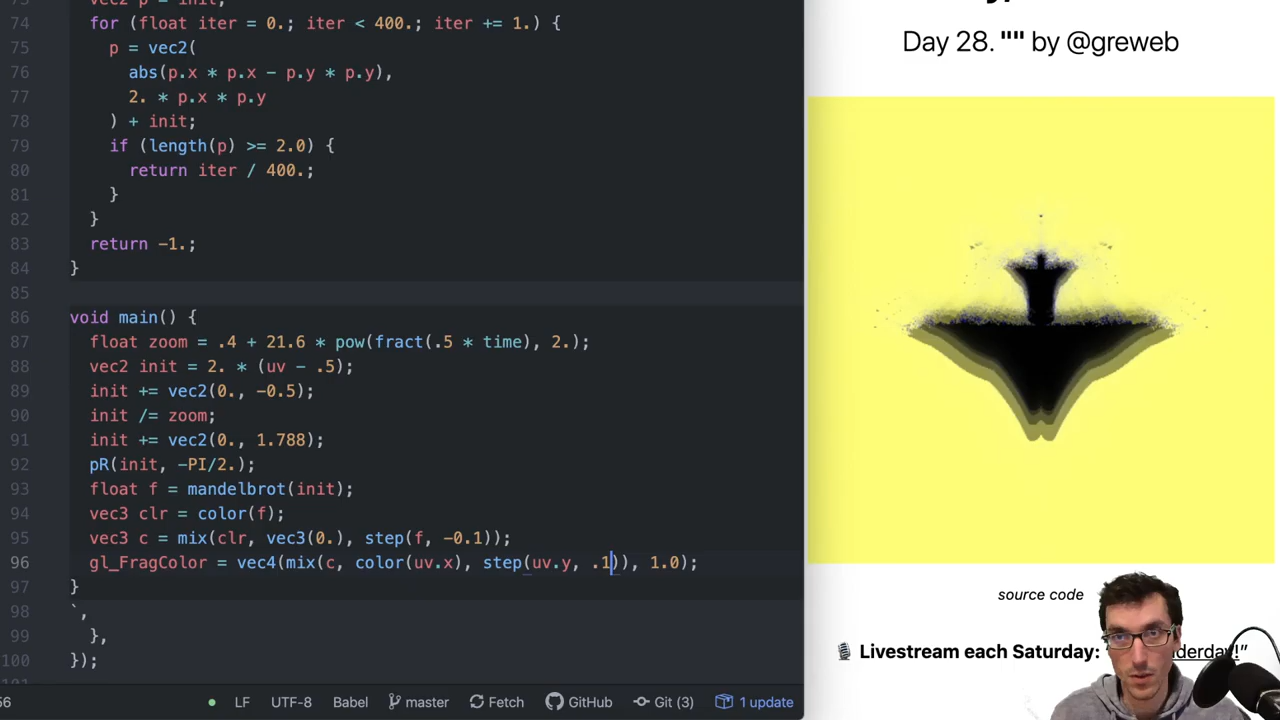 73
vec2 p = init;
74 for (float iter = 0.; iter < 400.; iter += 1.) {
75 p = vec2(
76 abs(p.x * p.x - p.y * p.y),
77 2. * p.x * p.y
78 ) + init;
79 if (length(p) >= 2.0) {
80 return iter / 400.;
81 }
82 }
83 return -1.;
84 }
85
86 void main() {
87 float zoom = .4 + 21.6 * pow(fract(.5 * time), 2.);
88 vec2 init = 2. * (uv - .5);
89 init += vec2(0., -0.5);
90 init /= zoom;
91 init += vec2(0., 1.788);
92 pR(init, -PI/2.);
93 float f = mandelbrot(init);
94 vec3 clr = color(f);
95 vec3 c = mix(clr, vec3(0.), step(f, -0.1));
96 gl_FragColor = vec4(mix(c, color(uv.x), step(uv.y, .1)), 1.0);
97 }
98 `,
99 },
100 });
56 LF UTF-8 Babel master Fetch GitHub Git (3) 1 update
Day 28. "" by @greweb
source code
Livestream each Saturday: